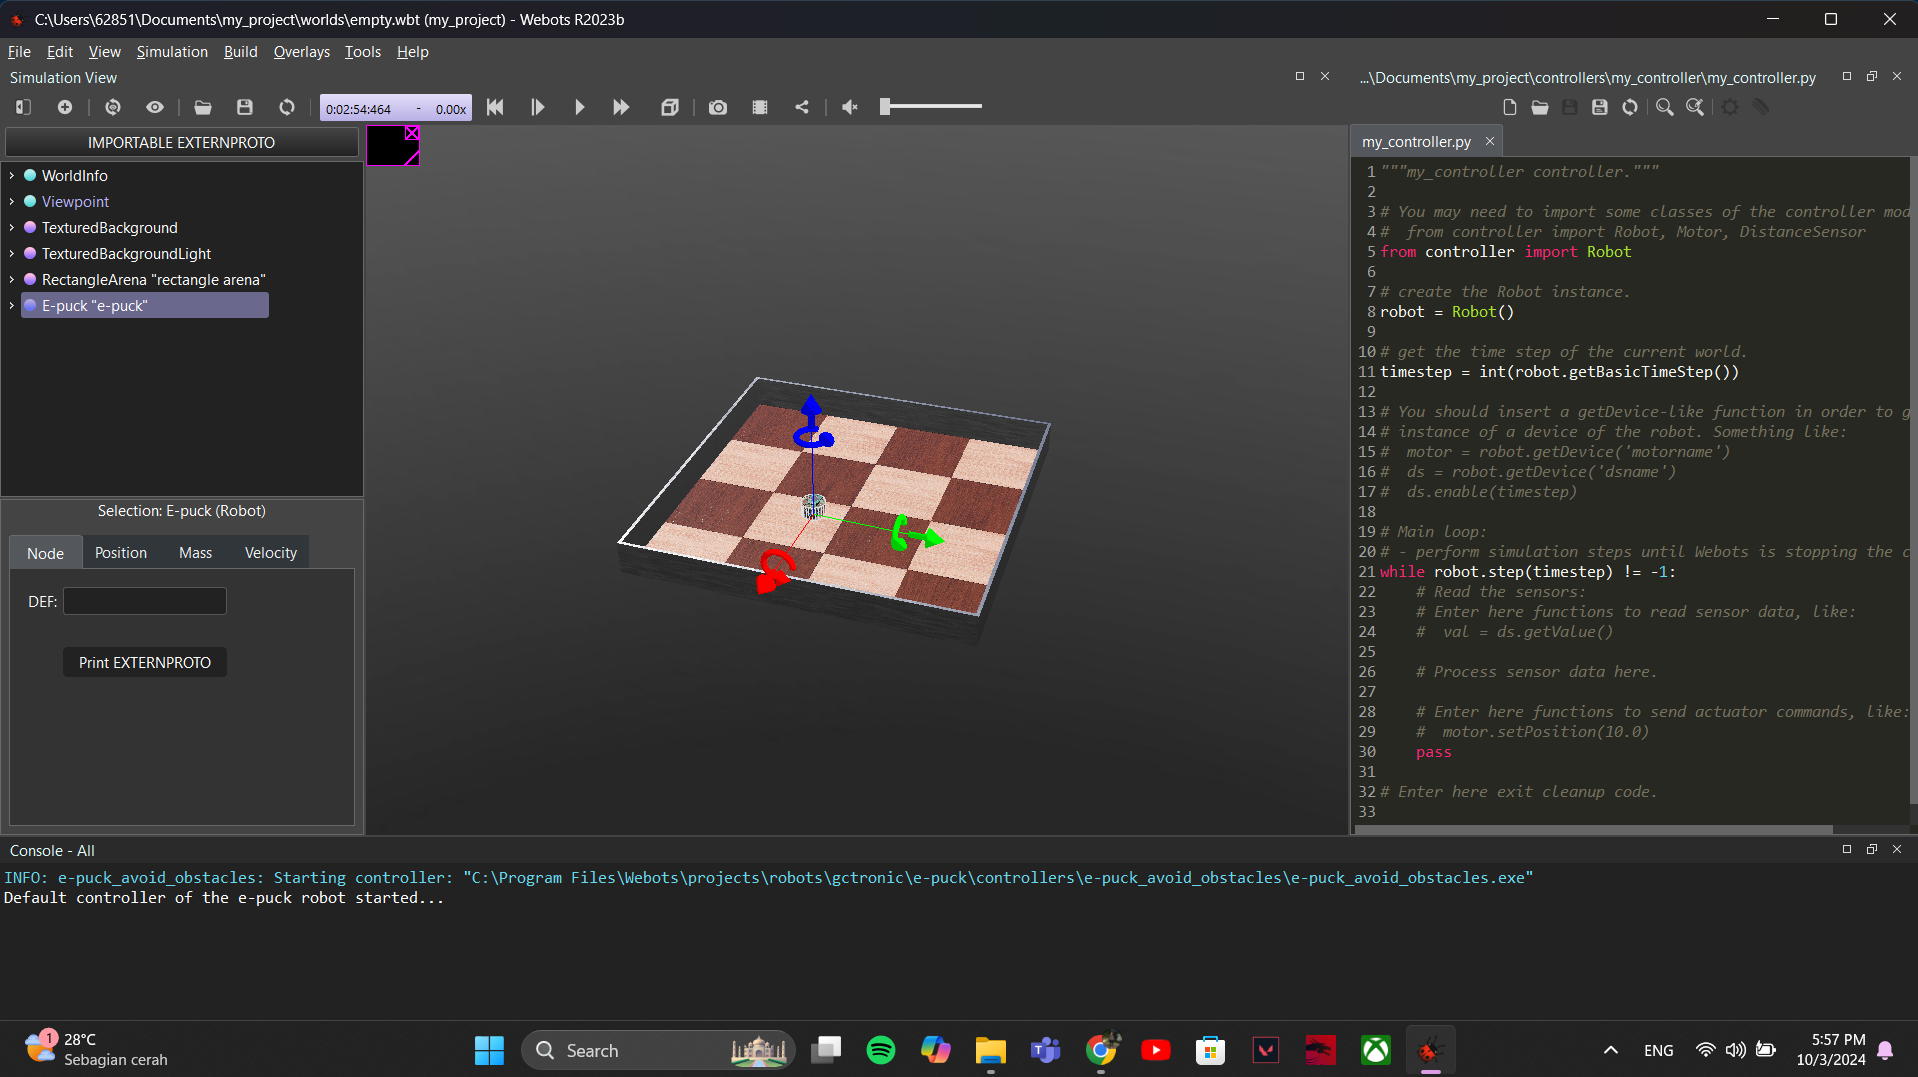 C:\Users\62851\Documents\my_project\worlds\empty.wbt (my_project) - Webots R2023b
File Edit View Simulation Build Overlays Tools Help
Simulation View
...\Documents\my_project\controllers\my_controller\my_controller.py
0:02:54:464 - 0.00x
IMPORTABLE EXTERNPROTO
WorldInfo
Viewpoint
TexturedBackground
TexturedBackgroundLight
RectangleArena "rectangle arena"
E-puck "e-puck"
Selection: E-puck (Robot)
Node Position Mass Velocity
DEF:
Print EXTERNPROTO
my_controller.py
1 """my_controller controller."""
2
3 # You may need to import some classes of the controller mod
4 #  from controller import Robot, Motor, DistanceSensor
5 from controller import Robot
6
7 # create the Robot instance.
8 robot = Robot()
9
10 # get the time step of the current world.
11 timestep = int(robot.getBasicTimeStep())
12
13 # You should insert a getDevice-like function in order to g
14 # instance of a device of the robot. Something like:
15 #  motor = robot.getDevice('motorname')
16 #  ds = robot.getDevice('dsname')
17 #  ds.enable(timestep)
18
19 # Main loop:
20 # - perform simulation steps until Webots is stopping the c
21 while robot.step(timestep) != -1:
22     # Read the sensors:
23     # Enter here functions to read sensor data, like:
24     #  val = ds.getValue()
25
26     # Process sensor data here.
27
28     # Enter here functions to send actuator commands, like:
29     #  motor.setPosition(10.0)
30     pass
31
32 # Enter here exit cleanup code.
33
Console - All
INFO: e-puck_avoid_obstacles: Starting controller: "C:\Program Files\Webots\projects\robots\gctronic\e-puck\controllers\e-puck_avoid_obstacles\e-puck_avoid_obstacles.exe"
Default controller of the e-puck robot started...
1
28°C
Sebagian cerah
Search
ENG
5:57 PM
10/3/2024